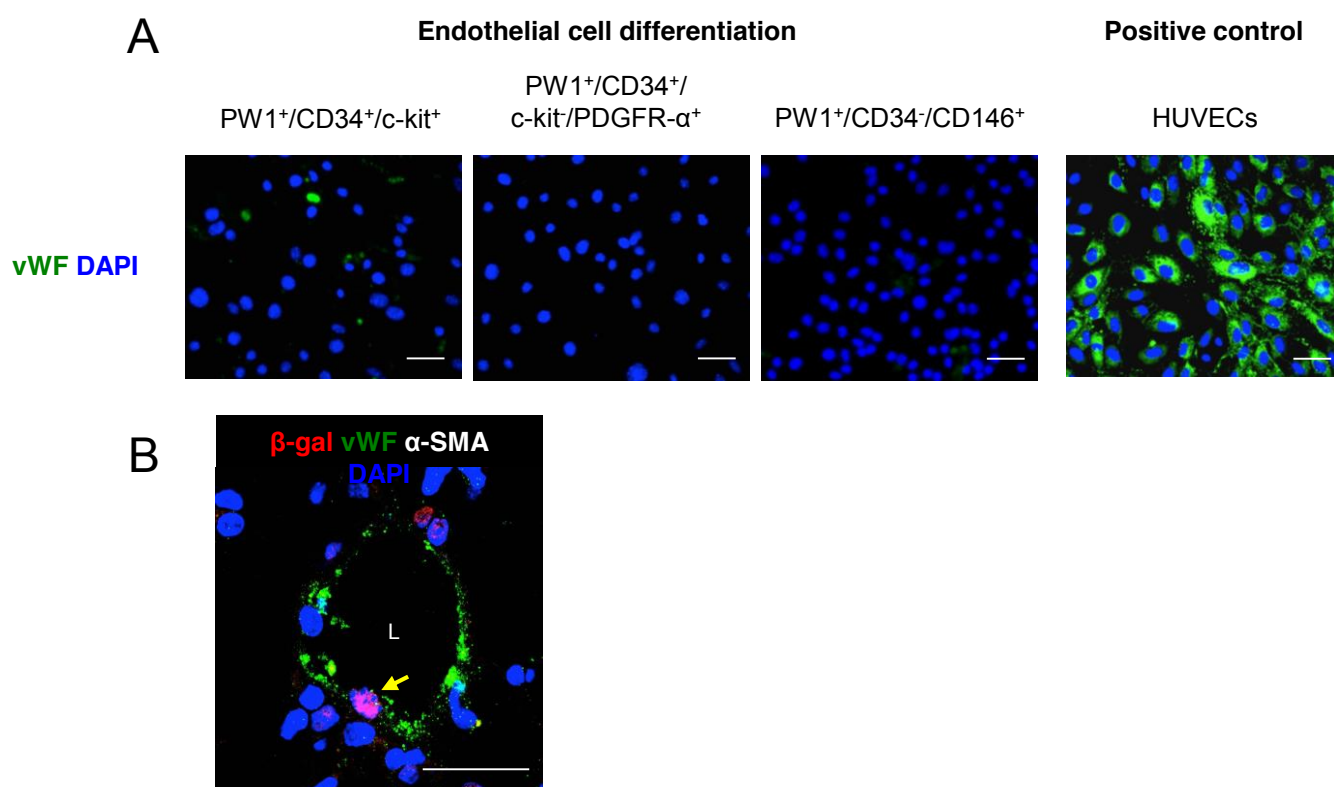 A
Endothelial cell differentiation
Positive control
PW1⁺/CD34⁺/c-kit⁺
PW1⁺/CD34⁺/
c-kit⁻/PDGFR-α⁺
PW1⁺/CD34⁻/CD146⁺
HUVECs
vWF DAPI
B
β-gal vWF α-SMA
DAPI
L